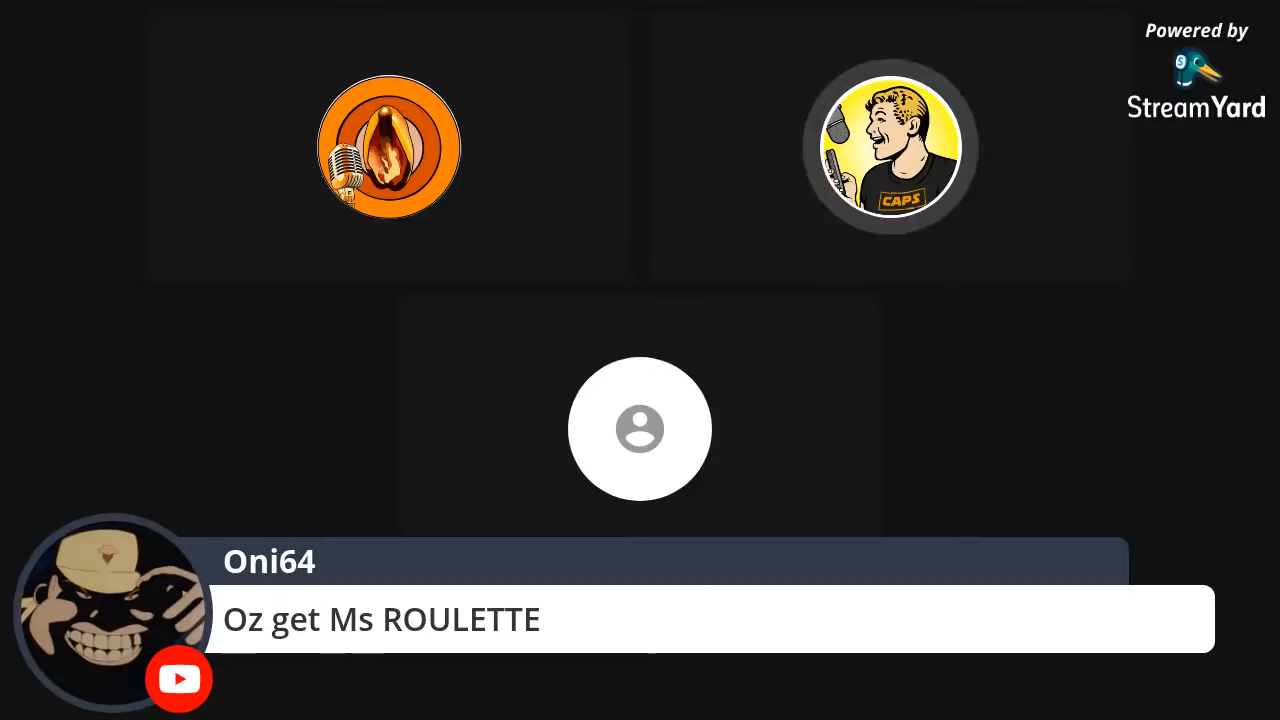 Powered by
StreamYard
CAPS
Oni64
Oz get Ms ROULETTE